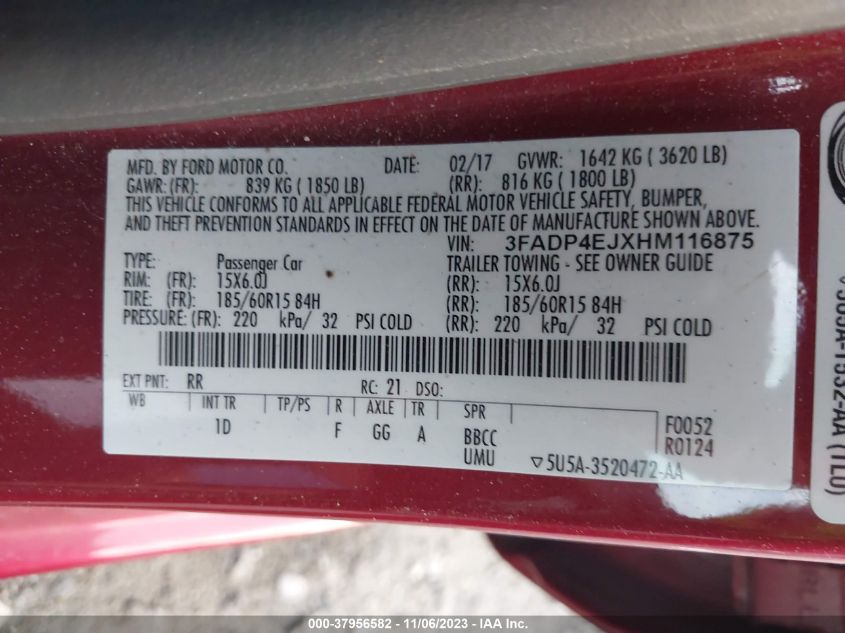 MFD. BY FORD MOTOR CO. DATE: 02/17 GVWR: 1642 KG ( 3620 LB)
GAWR: (FR): 839 KG ( 1850 LB) (RR): 816 KG ( 1800 LB)
THIS VEHICLE CONFORMS TO ALL APPLICABLE FEDERAL MOTOR VEHICLE SAFETY, BUMPER,
AND THEFT PREVENTION STANDARDS IN EFFECT ON THE DATE OF MANUFACTURE SHOWN ABOVE.
VIN: 3FADP4EJXHM116875
TYPE: Passenger Car TRAILER TOWING - SEE OWNER GUIDE
RIM: (FR): 15X6.0J (RR): 15X6.0J
TIRE: (FR): 185/60R15 84H (RR): 185/60R15 84H
PRESSURE: (FR): 220 kPa/ 32 PSI COLD (RR): 220 kPa/ 32 PSI COLD
EXT PNT: RR RC: 21 DSO:
WB INT TR TP/PS R AXLE TR SPR
1D F GG A BBCC
UMU
F0052
R0124
▽5U5A-3520472-AA
000-37956582 - 11/06/2023 - IAA Inc.